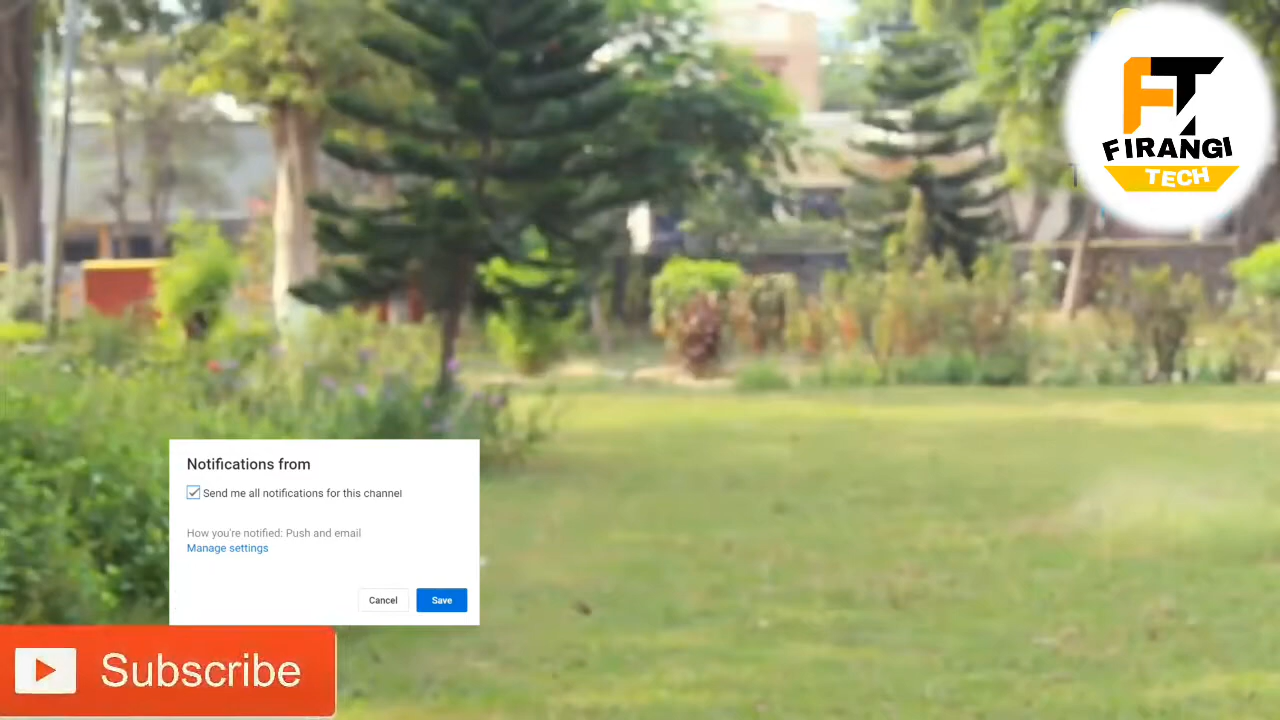 FT
FIRANGI
TECH
Notifications from
Send me all notifications for this channel
How you're notified: Push and email
Manage settings
Cancel
Save
Subscribe